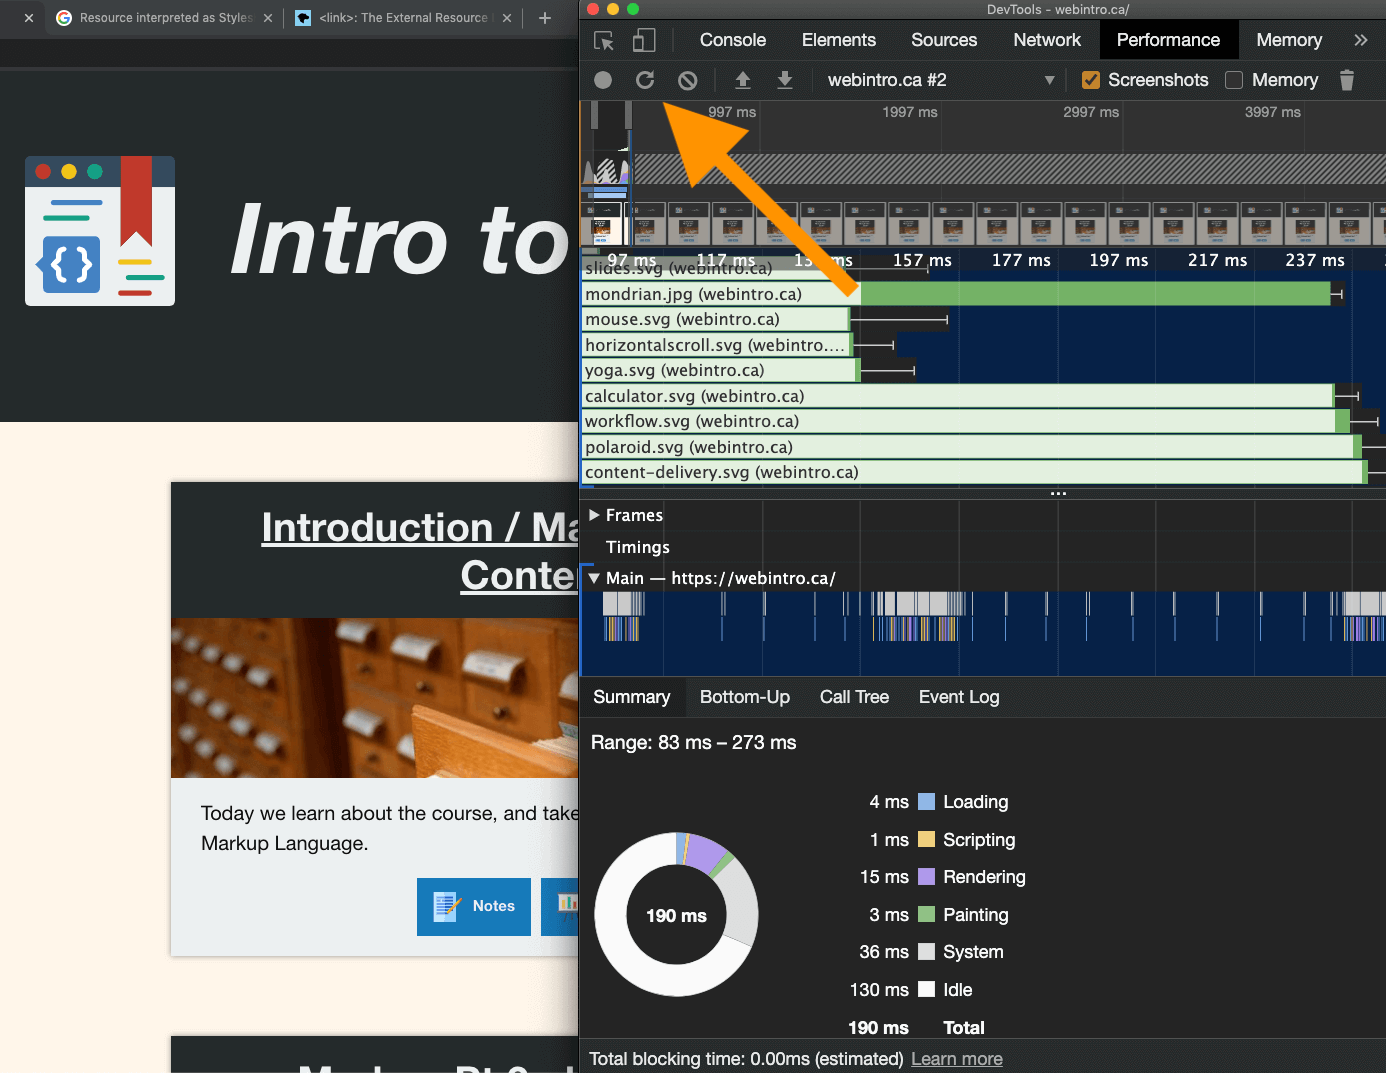 Resource interpreted as Styles
<link>: The External Resource
DevTools - webintro.ca/
Console Elements Sources Network Performance Memory
webintro.ca #2 Screenshots Memory
997 ms 1997 ms 2997 ms 3997 ms
Intro to
97 ms 117 ms 157 ms 177 ms 197 ms 217 ms 237 ms
slides.svg (webintro.ca)
mondrian.jpg (webintro.ca)
mouse.svg (webintro.ca)
horizontalscroll.svg (webintro....
yoga.svg (webintro.ca)
calculator.svg (webintro.ca)
workflow.svg (webintro.ca)
polaroid.svg (webintro.ca)
content-delivery.svg (webintro.ca)
Frames
Timings
Main — https://webintro.ca/
Introduction / Ma
Conte
Summary Bottom-Up Call Tree Event Log
Range: 83 ms – 273 ms
4 ms Loading
1 ms Scripting
15 ms Rendering
3 ms Painting
36 ms System
130 ms Idle
190 ms Total
190 ms
Today we learn about the course, and take
Markup Language.
Notes
Total blocking time: 0.00ms (estimated) Learn more